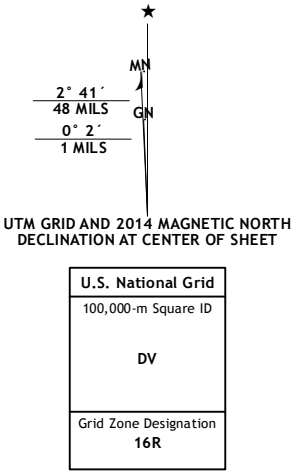 MN
2° 41´
48 MILS
GN
0° 2´
1 MILS
UTM GRID AND 2014 MAGNETIC NORTH
DECLINATION AT CENTER OF SHEET
U.S. National Grid
100,000-m Square ID
DV
Grid Zone Designation
16R